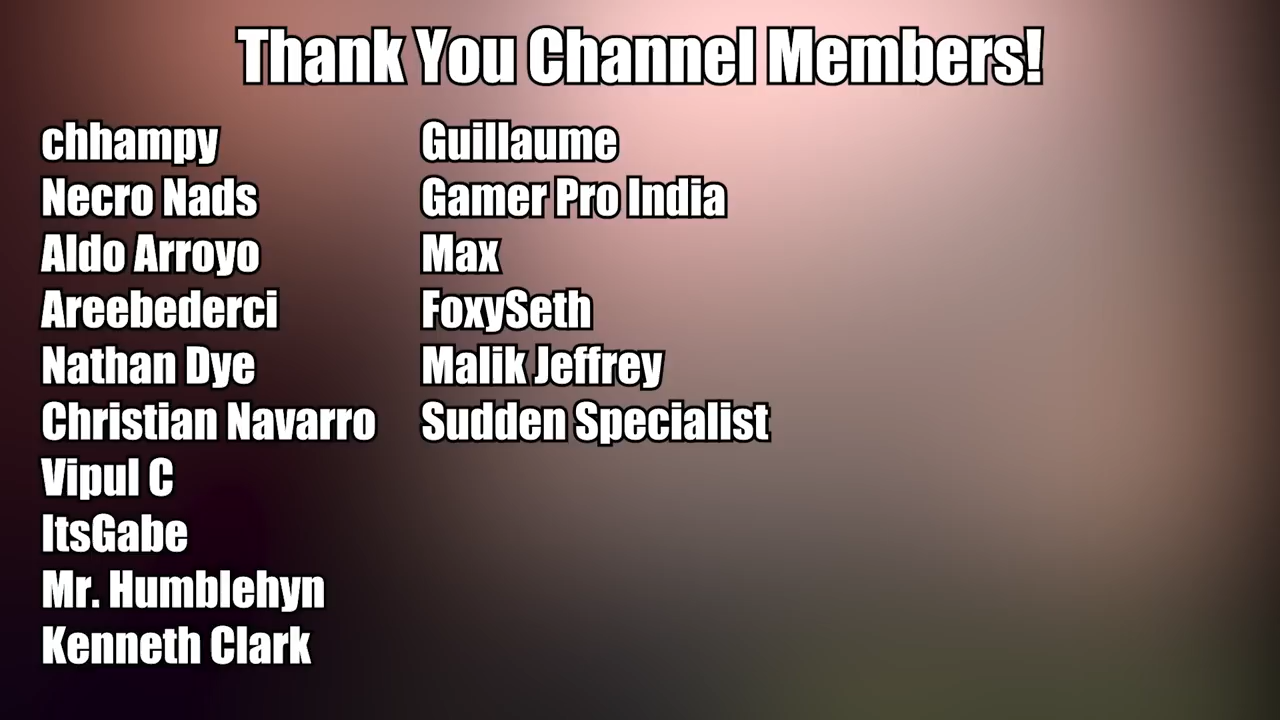 Thank You Channel Members!
chhampy
Necro Nads
Aldo Arroyo
Areebederci
Nathan Dye
Christian Navarro
Vipul C
ItsGabe
Mr. Humblehyn
Kenneth Clark
Guillaume
Gamer Pro India
Max
FoxySeth
Malik Jeffrey
Sudden Specialist